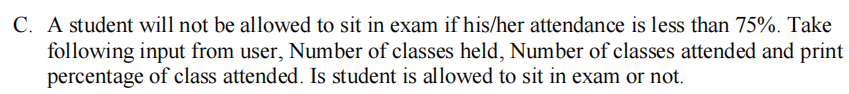 C. A student will not be allowed to sit in exam if his/her attendance is less than 75%. Take
following input from user, Number of classes held, Number of classes attended and print
percentage of class attended. Is student is allowed to sit in exam or not.